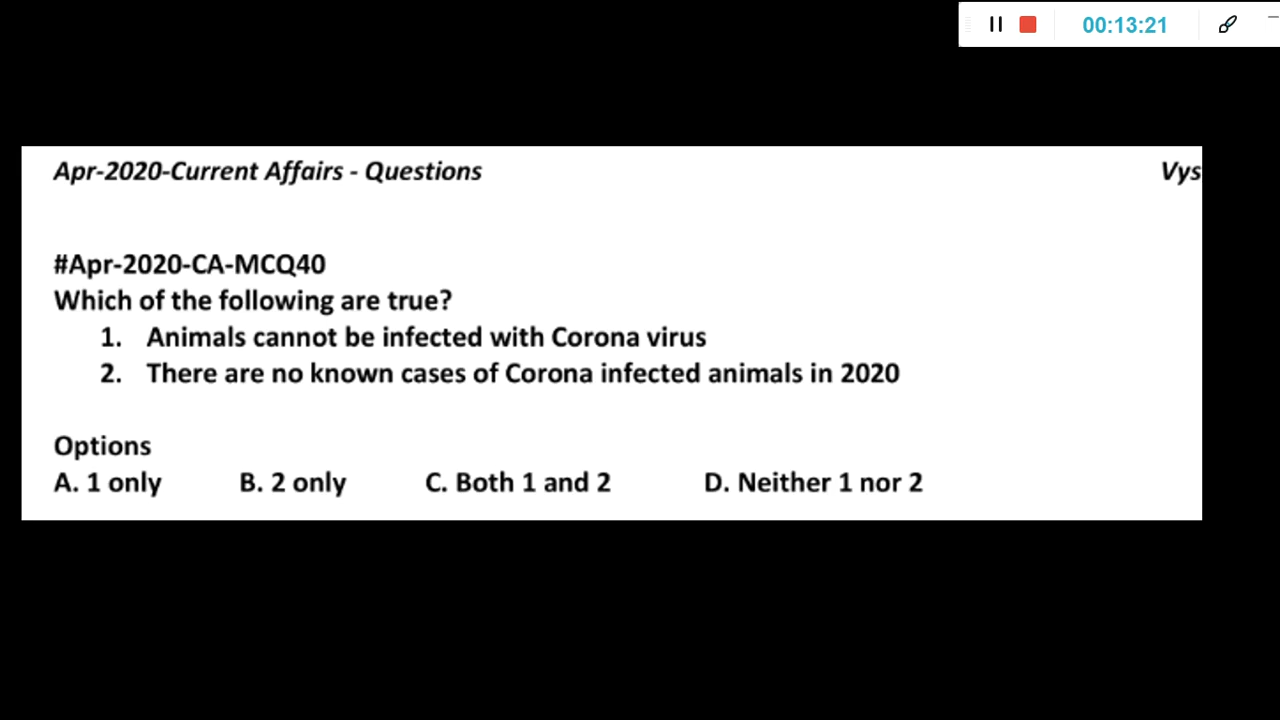 00:13:21
Apr-2020-Current Affairs - Questions Vys
#Apr-2020-CA-MCQ40
Which of the following are true?
1. Animals cannot be infected with Corona virus
2. There are no known cases of Corona infected animals in 2020
Options
A. 1 only B. 2 only C. Both 1 and 2 D. Neither 1 nor 2